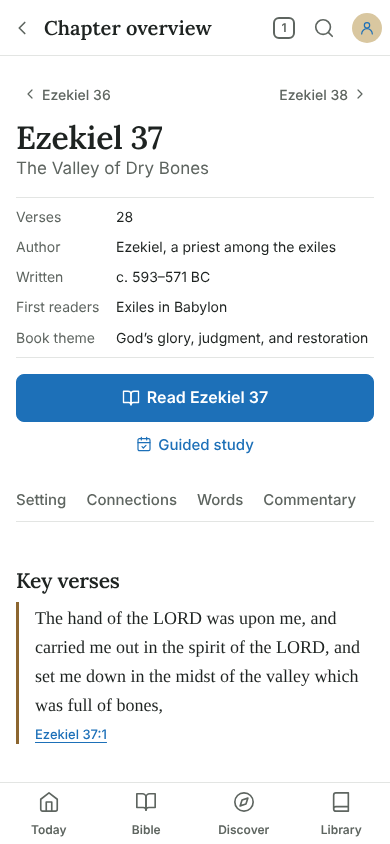 Chapter overview
1
Ezekiel 36
Ezekiel 38
Ezekiel 37
The Valley of Dry Bones
Verses 28
Author Ezekiel, a priest among the exiles
Written c. 593–571 BC
First readers Exiles in Babylon
Book theme God’s glory, judgment, and restoration
Read Ezekiel 37
Guided study
Setting Connections Words Commentary
Key verses
The hand of the LORD was upon me, and
carried me out in the spirit of the LORD, and
set me down in the midst of the valley which
was full of bones,
Ezekiel 37:1
Today Bible Discover Library